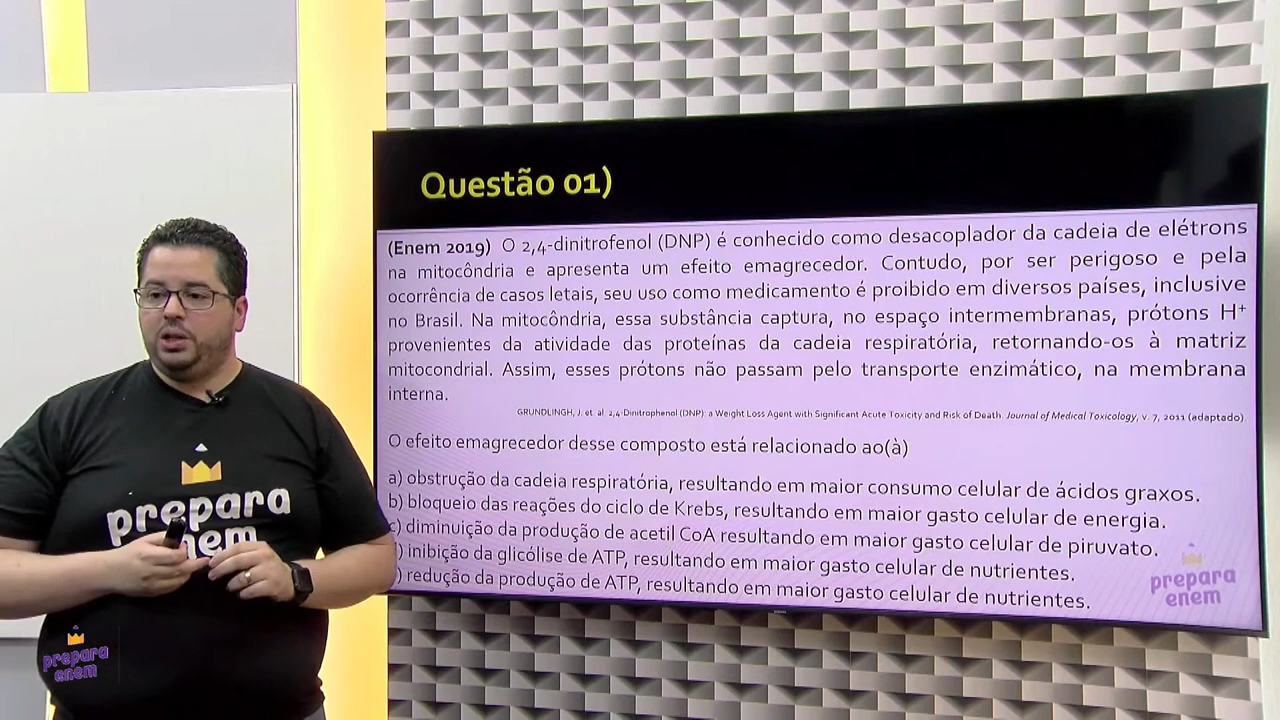 Questão 01)
(Enem 2019) O 2,4-dinitrofenol (DNP) é conhecido como desacoplador da cadeia de elétrons
na mitocôndria e apresenta um efeito emagrecedor. Contudo, por ser perigoso e pela
ocorrência de casos letais, seu uso como medicamento é proibido em diversos países, inclusive
no Brasil. Na mitocôndria, essa substância captura, no espaço intermembranas, prótons H⁺
provenientes da atividade das proteínas da cadeia respiratória, retornando-os à matriz
mitocondrial. Assim, esses prótons não passam pelo transporte enzimático, na membrana
interna.
GRUNDLINGH, J. et. al. 2,4-Dinitrophenol (DNP): a Weight Loss Agent with Significant Acute Toxicity and Risk of Death. Journal of Medical Toxicology, v. 7, 2011 (adaptado).
O efeito emagrecedor desse composto está relacionado ao(à)
a) obstrução da cadeia respiratória, resultando em maior consumo celular de ácidos graxos.
b) bloqueio das reações do ciclo de Krebs, resultando em maior gasto celular de energia.
c) diminuição da produção de acetil CoA resultando em maior gasto celular de piruvato.
) inibição da glicólise de ATP, resultando em maior gasto celular de nutrientes.
) redução da produção de ATP, resultando em maior gasto celular de nutrientes.
prepara
enem
prepara
enem
prepara
enem